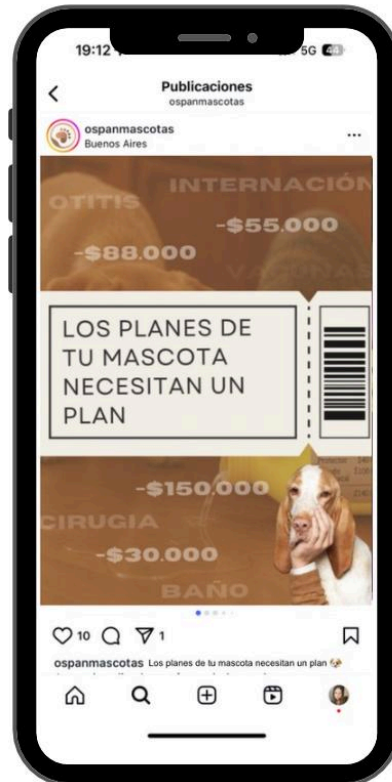 19:12
5G 44
Publicaciones
ospanmascotas
ospanmascotas
Buenos Aires
INTERNACIÓN
OTITIS
-$55.000
-$88.000
VACUNAS
LOS PLANES DE
TU MASCOTA
NECESITAN UN
PLAN
-$150.000
CIRUGIA
-$30.000
BAÑO
10 1
ospanmascotas Los planes de tu mascota necesitan un plan 🐶